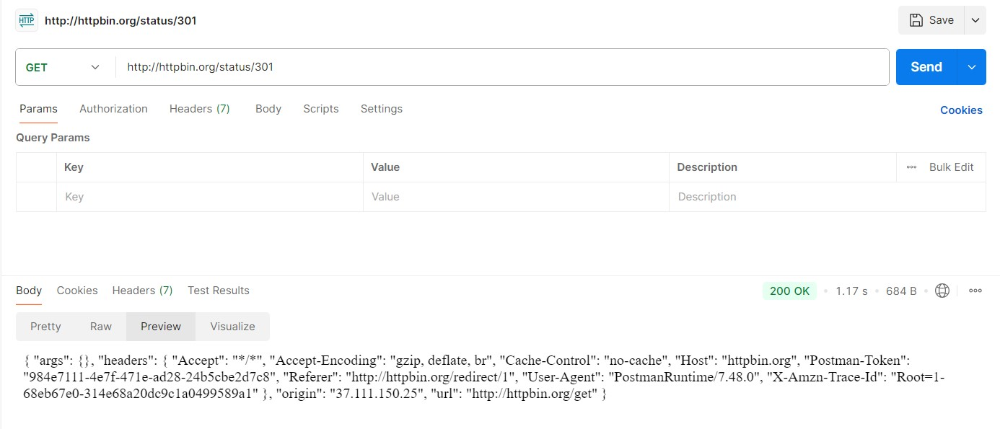 HTTP http://httpbin.org/status/301 Save
GET http://httpbin.org/status/301 Send
Params Authorization Headers (7) Body Scripts Settings Cookies
Query Params
Key Value Description Bulk Edit
Key Value Description
Body Cookies Headers (7) Test Results 200 OK • 1.17 s • 684 B •
Pretty Raw Preview Visualize
{ "args": {}, "headers": { "Accept": "*/*", "Accept-Encoding": "gzip, deflate, br", "Cache-Control": "no-cache", "Host": "httpbin.org", "Postman-Token":
"984e7111-4e7f-471e-ad28-24b5cbe2d7c8", "Referer": "http://httpbin.org/redirect/1", "User-Agent": "PostmanRuntime/7.48.0", "X-Amzn-Trace-Id": "Root=1-
68eb67e0-314e68a20dc9c1a0499589a1" }, "origin": "37.111.150.25", "url": "http://httpbin.org/get" }